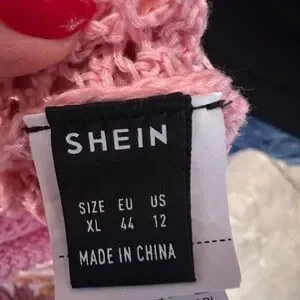 SHEIN
SIZE EU US
XL 44 12
MADE IN CHINA